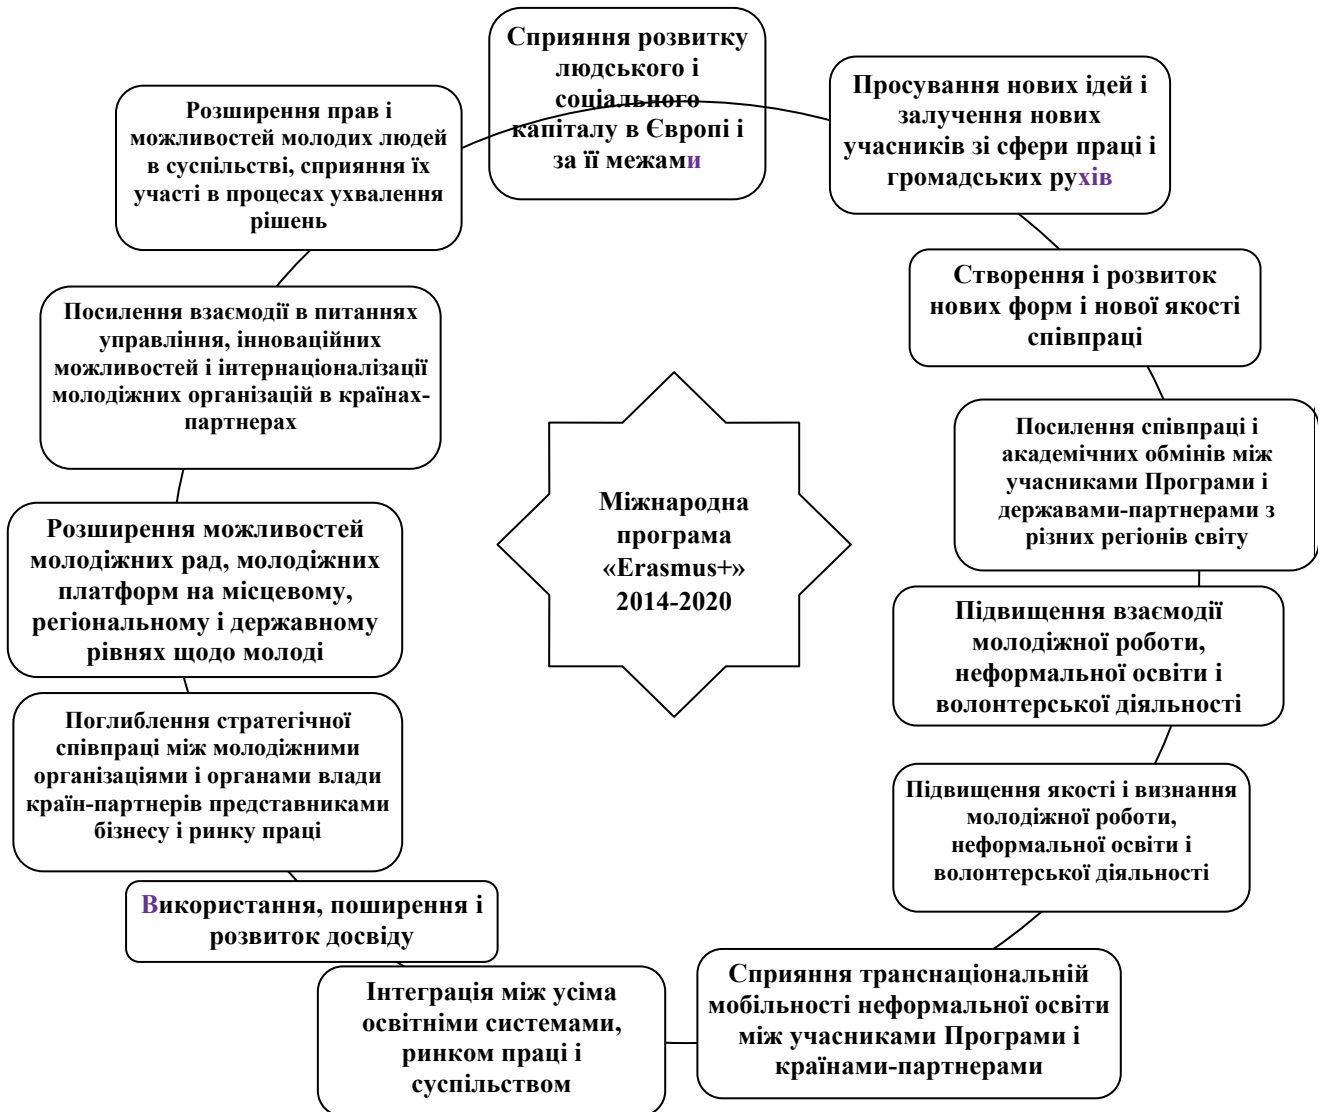 Сприяння розвитку
людського і
соціального
капіталу в Європі і
за її межами
Просування нових ідей і
залучення нових
учасників зі сфери праці і
громадських рухів
Створення і розвиток
нових форм і нової якості
співпраці
Посилення співпраці і
академічних обмінів між
учасниками Програми і
державами-партнерами з
різних регіонів світу
Підвищення взаємодії
молодіжної роботи,
неформальної освіти і
волонтерської діяльності
Підвищення якості і визнання
молодіжної роботи,
неформальної освіти і
волонтерської діяльності
Сприяння транснаціональній
мобільності неформальної освіти
між учасниками Програми і
країнами-партнерами
Інтеграція між усіма
освітніми системами,
ринком праці і
суспільством
Використання, поширення і
розвиток досвіду
Поглиблення стратегічної
співпраці між молодіжними
організаціями і органами влади
країн-партнерів представниками
бізнесу і ринку праці
Розширення можливостей
молодіжних рад, молодіжних
платформ на місцевому,
регіональному і державному
рівнях щодо молоді
Посилення взаємодії в питаннях
управління, інноваційних
можливостей і інтернаціоналізації
молодіжних організацій в країнах-
партнерах
Розширення прав і
можливостей молодих людей
в суспільстві, сприяння їх
участі в процесах ухвалення
рішень
Міжнародна
програма
«Erasmus+»
2014-2020